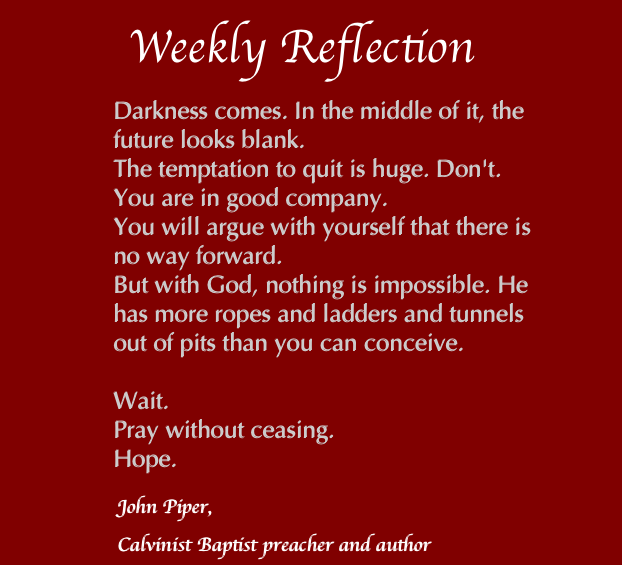 Weekly Reflection
Darkness comes. In the middle of it, the
future looks blank.
The temptation to quit is huge. Don't.
You are in good company.
You will argue with yourself that there is
no way forward.
But with God, nothing is impossible. He
has more ropes and ladders and tunnels
out of pits than you can conceive.
Wait.
Pray without ceasing.
Hope.
John Piper,
Calvinist Baptist preacher and author